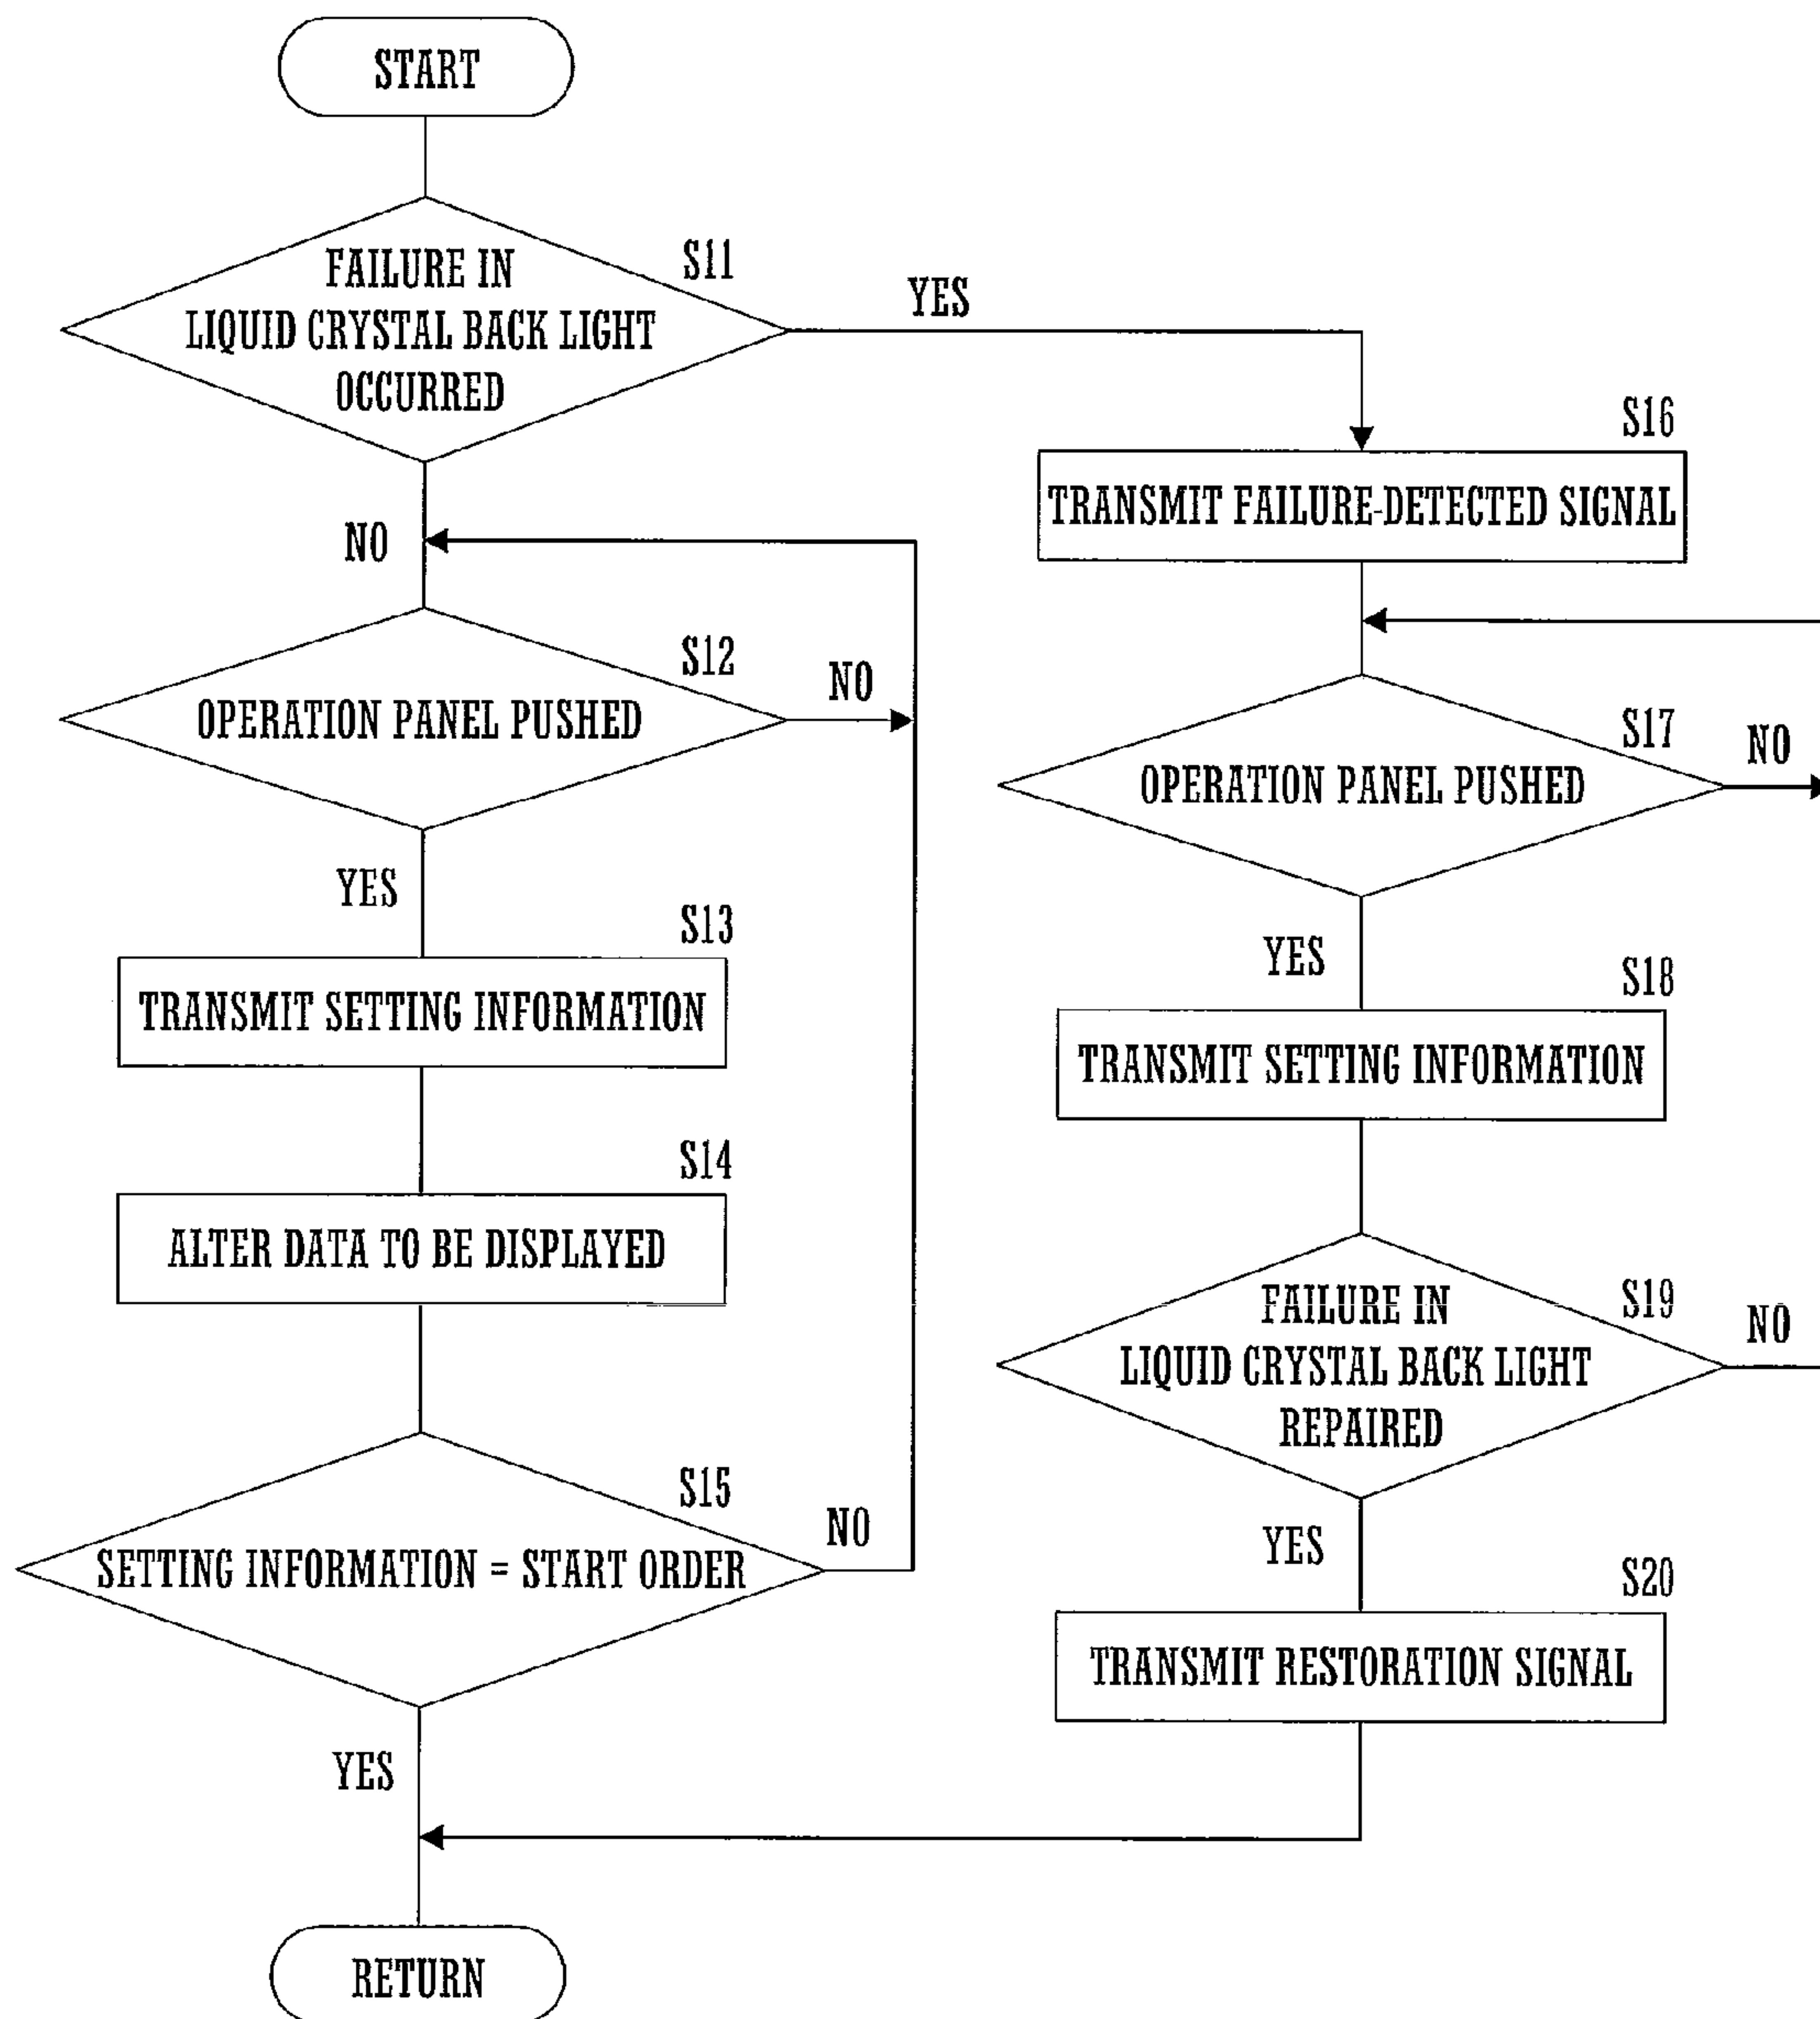 START
S11
FAILURE IN
LIQUID CRYSTAL BACK LIGHT
OCCURRED
YES
NO
S12
OPERATION PANEL PUSHED
NO
YES
S13
TRANSMIT SETTING INFORMATION
S14
ALTER DATA TO BE DISPLAYED
S15
SETTING INFORMATION = START ORDER
NO
YES
RETURN
S16
TRANSMIT FAILURE-DETECTED SIGNAL
S17
OPERATION PANEL PUSHED
NO
YES
S18
TRANSMIT SETTING INFORMATION
S19
FAILURE IN
LIQUID CRYSTAL BACK LIGHT
REPAIRED
NO
YES
S20
TRANSMIT RESTORATION SIGNAL